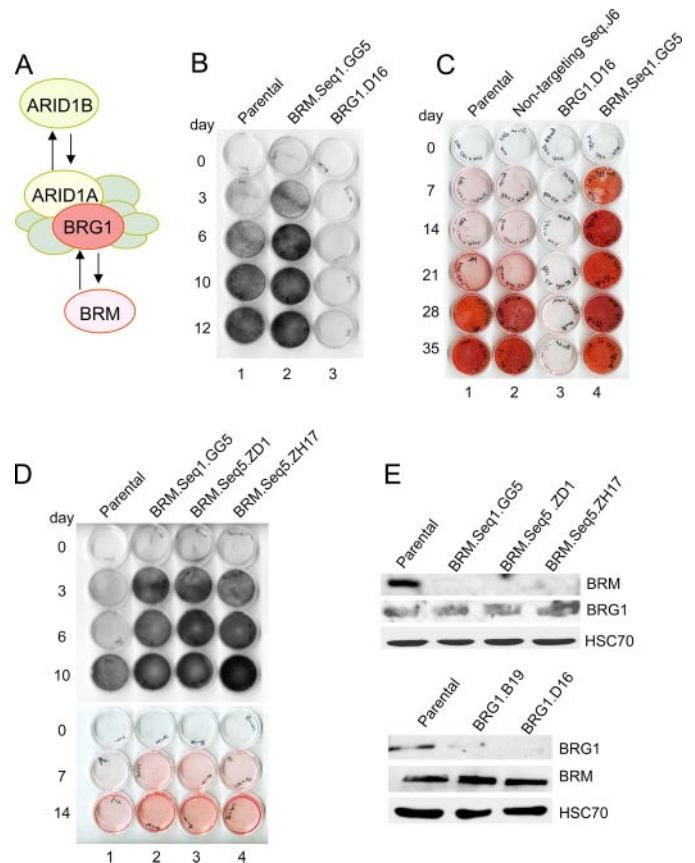 A
ARID1B
ARID1A
BRG1
BRM
B
Parental
BRM.Seq1.GG5
BRG1.D16
day
0
3
6
10
12
1 2 3
C
Parental
Non-targeting Seq.J6
BRG1.D16
BRM.Seq1.GG5
day
0
7
14
21
28
35
1 2 3 4
D
Parental
BRM.Seq1.GG5
BRM.Seq5.ZD1
BRM.Seq5.ZH17
day
0
3
6
10
0
7
14
1 2 3 4
E
Parental
BRM.Seq1.GG5
BRM.Seq5.ZD1
BRM.Seq5.ZH17
BRM
BRG1
HSC70
Parental
BRG1.B19
BRG1.D16
BRG1
BRM
HSC70